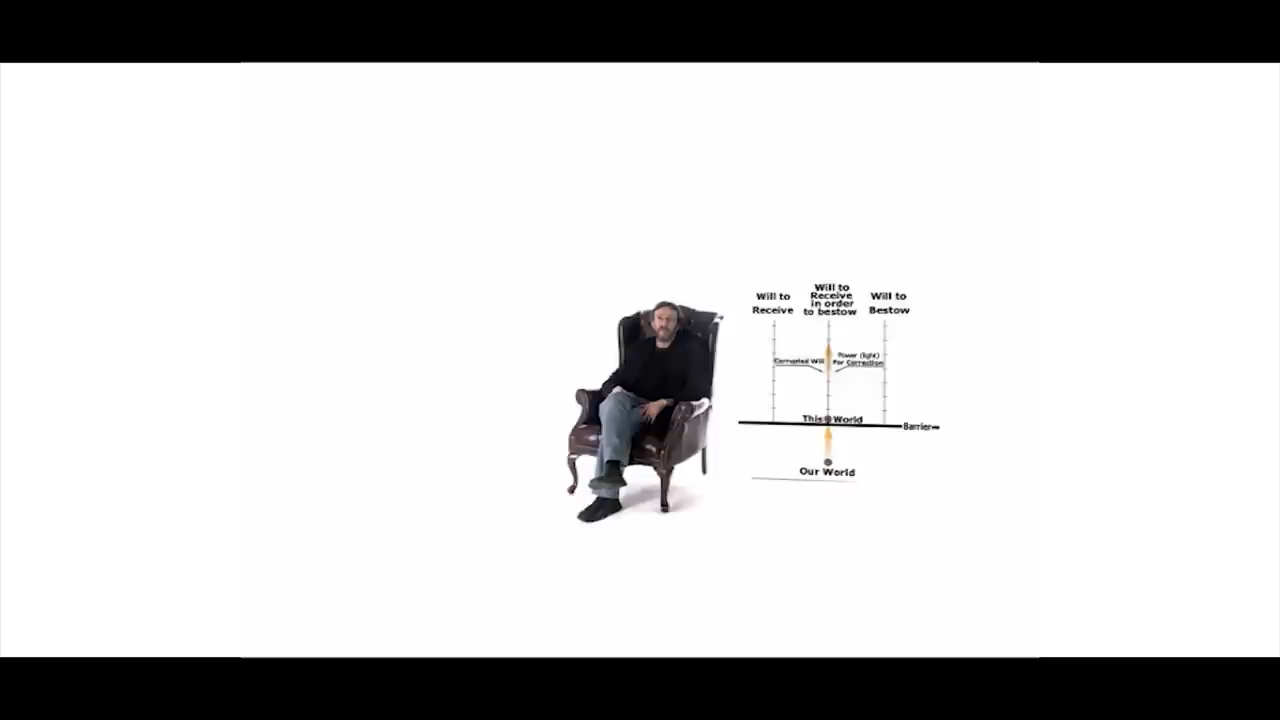 Will to
Receive
Will to
Receive
in order
to bestow
Will to
Bestow
Corrupted Will
Power (light)
For Correction
This World
Barrier
Our World